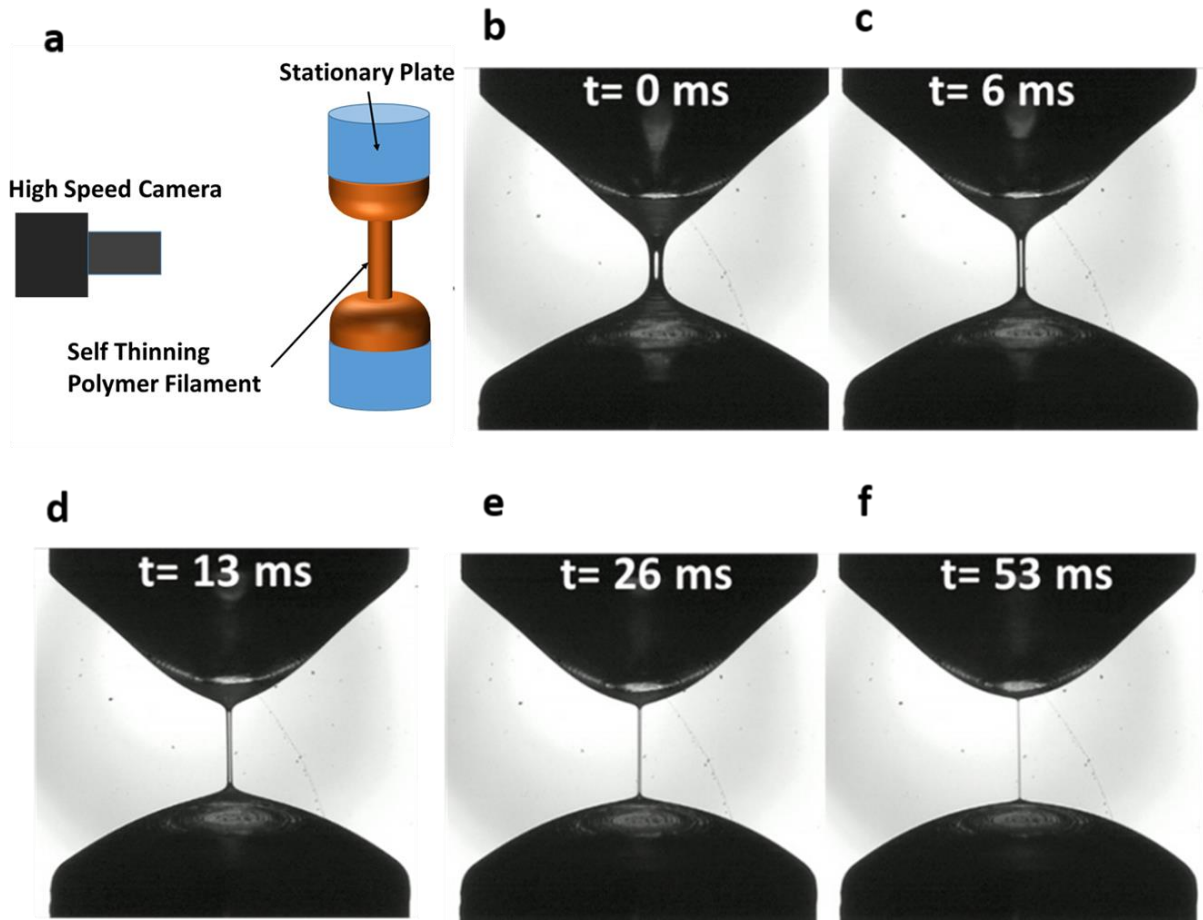 a
Stationary Plate
High Speed Camera
Self Thinning
Polymer Filament
b
t= 0 ms
c
t= 6 ms
d
t= 13 ms
e
t= 26 ms
f
t= 53 ms